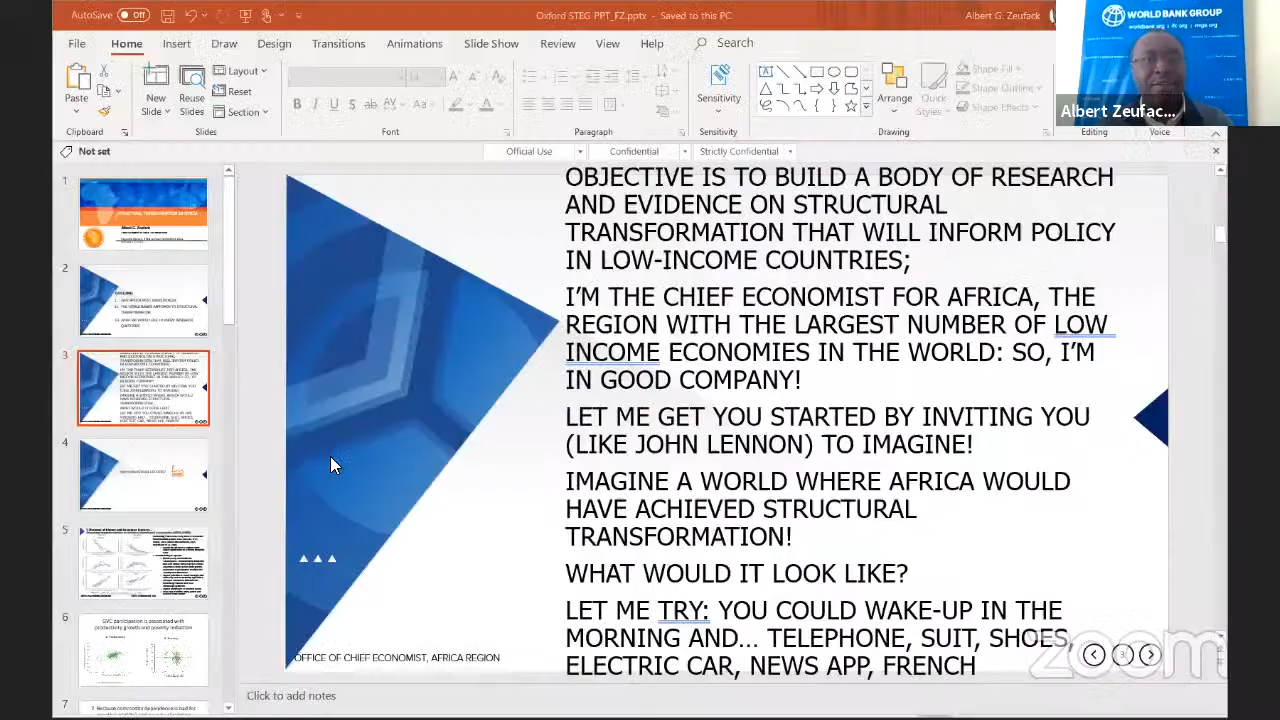 AutoSave Off
Oxford STEG PPT_FZ.pptx - Saved to this PC
Albert G. Zeufack
WORLD BANK GROUP
Albert Zeufac...
File Home Insert Draw Design Transitions Animations Slide Show Review View Help Search
Paste
New Slide
Reuse Slides
Layout
Reset
Section
Sensitivity
Arrange
Quick Styles
Shape Fill
Shape Outline
Shape Effects
Clipboard Slides Font Paragraph Sensitivity Drawing Editing Voice
Not set
Official Use Confidential Strictly Confidential
1
2
3
4
5
6
GVC participation is associated with
productivity growth and poverty reduction
7
OBJECTIVE IS TO BUILD A BODY OF RESEARCH
AND EVIDENCE ON STRUCTURAL
TRANSFORMATION THAT WILL INFORM POLICY
IN LOW-INCOME COUNTRIES;
I'M THE CHIEF ECONOMIST FOR AFRICA, THE
REGION WITH THE LARGEST NUMBER OF LOW
INCOME ECONOMIES IN THE WORLD: SO, I'M
IN GOOD COMPANY!
LET ME GET YOU STARTED BY INVITING YOU
(LIKE JOHN LENNON) TO IMAGINE!
IMAGINE A WORLD WHERE AFRICA WOULD
HAVE ACHIEVED STRUCTURAL
TRANSFORMATION!
WHAT WOULD IT LOOK LIKE?
LET ME TRY: YOU COULD WAKE-UP IN THE
MORNING AND... TELEPHONE, SUIT, SHOES,
ELECTRIC CAR, NEWS APP, FRENCH
OFFICE OF CHIEF ECONOMIST, AFRICA REGION
3
zoom
Click to add notes